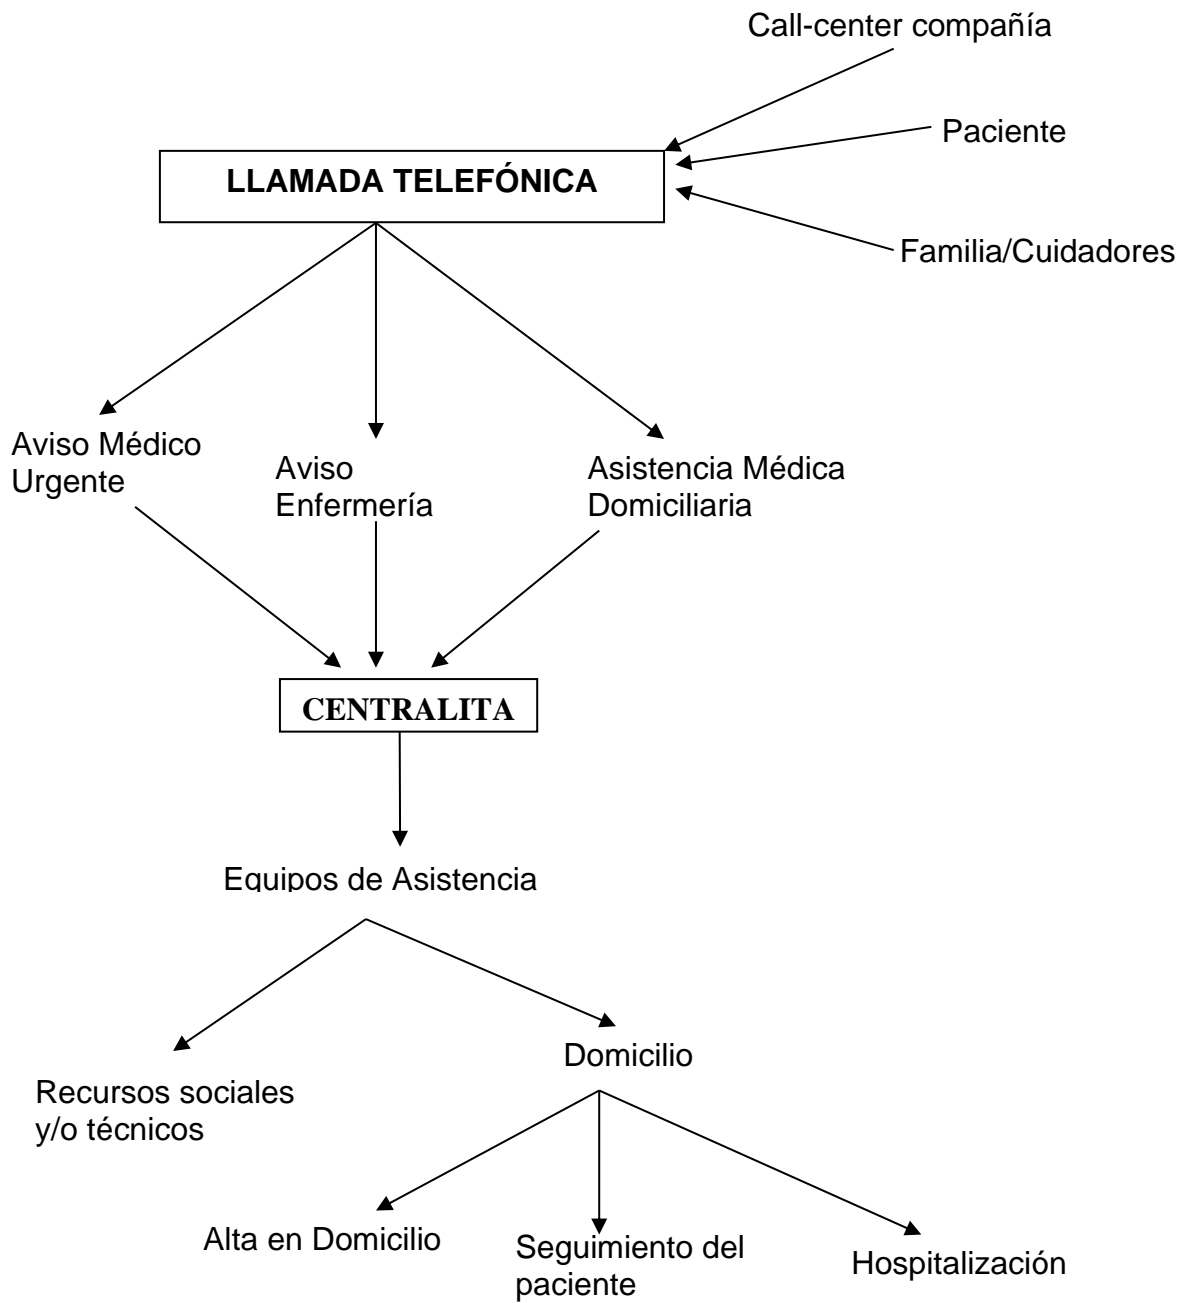 Call-center compañía
Paciente
LLAMADA TELEFÓNICA
Familia/Cuidadores
Aviso Médico
Urgente
Aviso
Enfermería
Asistencia Médica
Domiciliaria
CENTRALITA
Equipos de Asistencia
Domicilio
Recursos sociales
y/o técnicos
Alta en Domicilio
Seguimiento del
paciente
Hospitalización